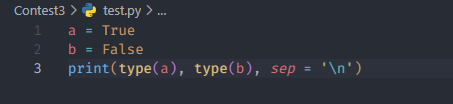 Contest3 > test.py > ...
1 a = True
2 b = False
3 print(type(a), type(b), sep = '\n')